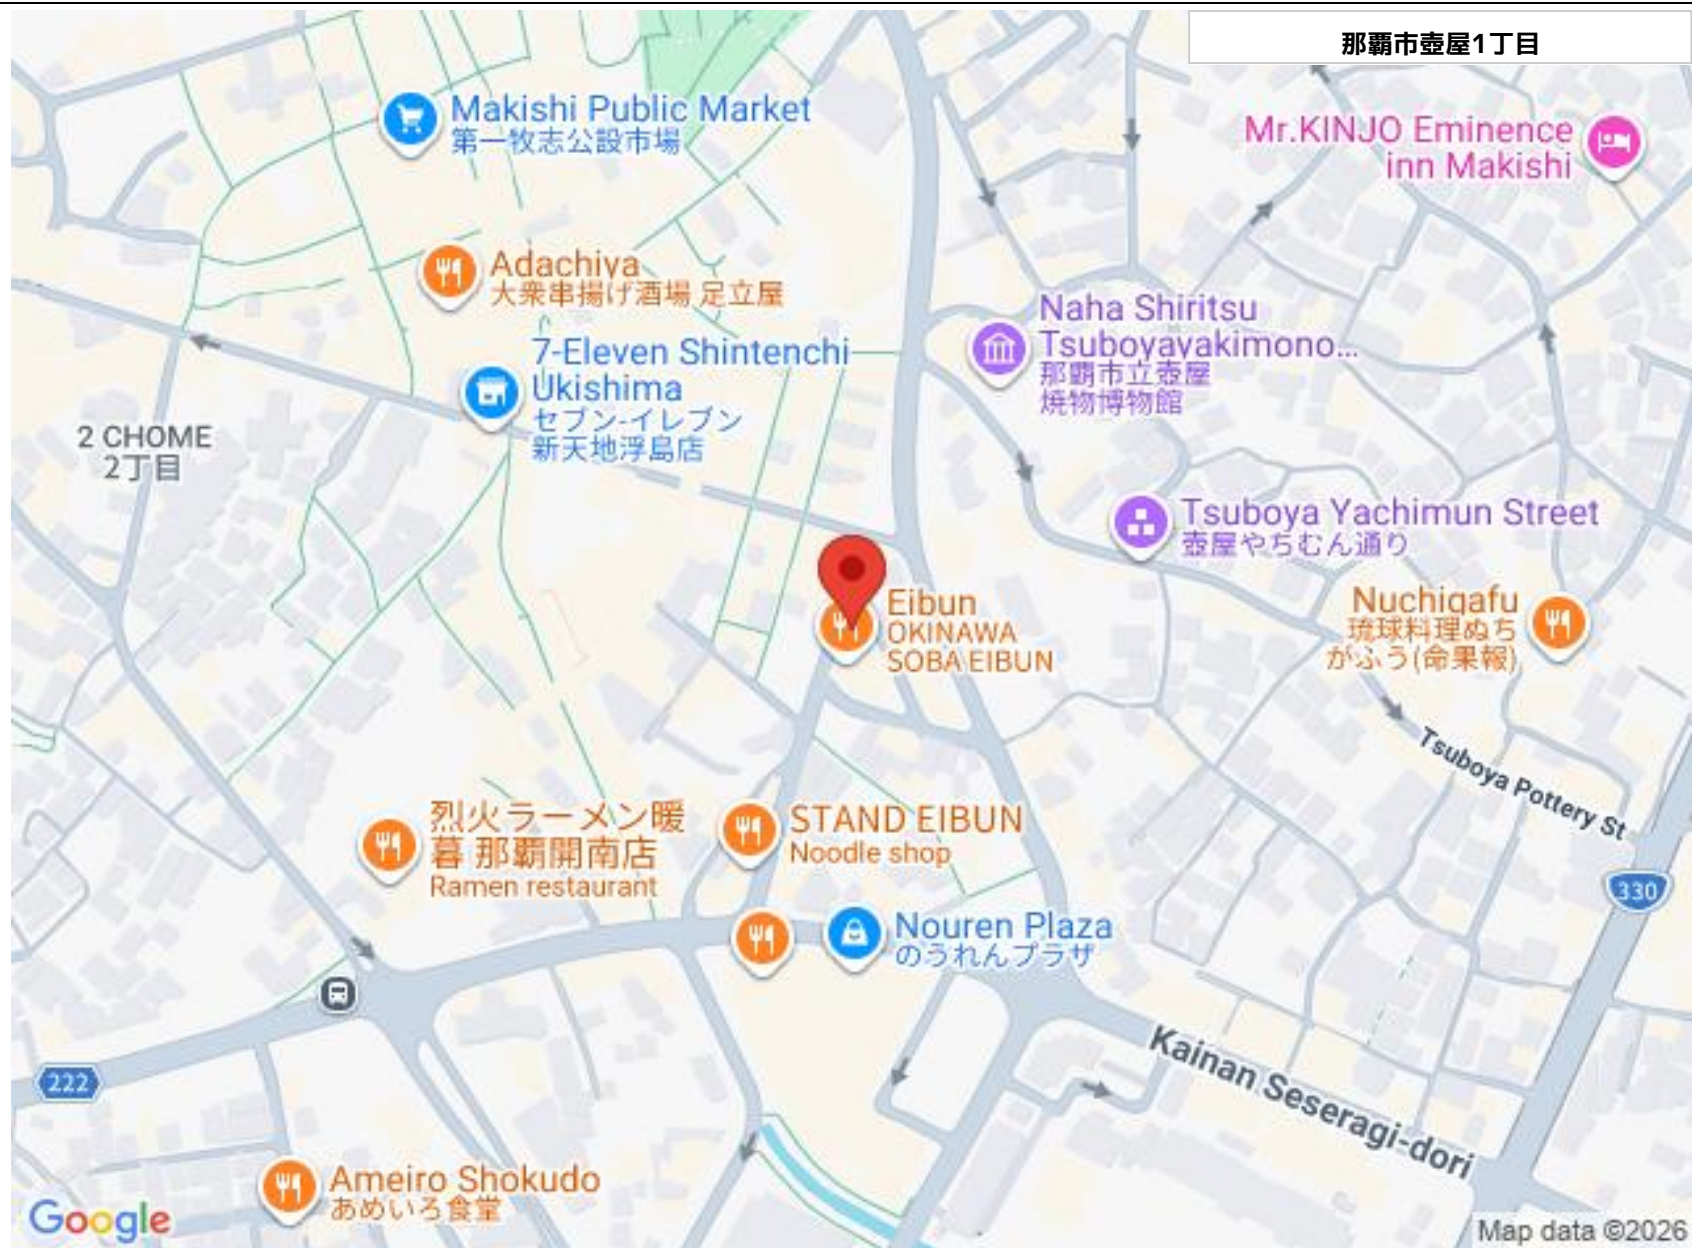 那覇市壺屋1丁目
Makishi Public Market
第一牧志公設市場
Mr.KINJO Eminence
inn Makishi
Adachiya
大衆串揚げ酒場 足立屋
Naha Shiritsu
Tsuboyayakimono...
那覇市立壺屋
焼物博物館
7-Eleven Shintenchi
Ukishima
セブン-イレブン
新天地浮島店
2 CHOME
2丁目
Tsuboya Yachimun Street
壺屋やちむん通り
Eibun
OKINAWA
SOBA EIBUN
Nuchigafu
琉球料理ぬち
がふう(命果報)
Tsuboya Pottery St
烈火ラーメン暖
暮 那覇開南店
Ramen restaurant
STAND EIBUN
Noodle shop
330
Nouren Plaza
のうれんプラザ
222
Kainan Seseragi-dori
Ameiro Shokudo
あめいろ食堂
Google
Map data ©2026